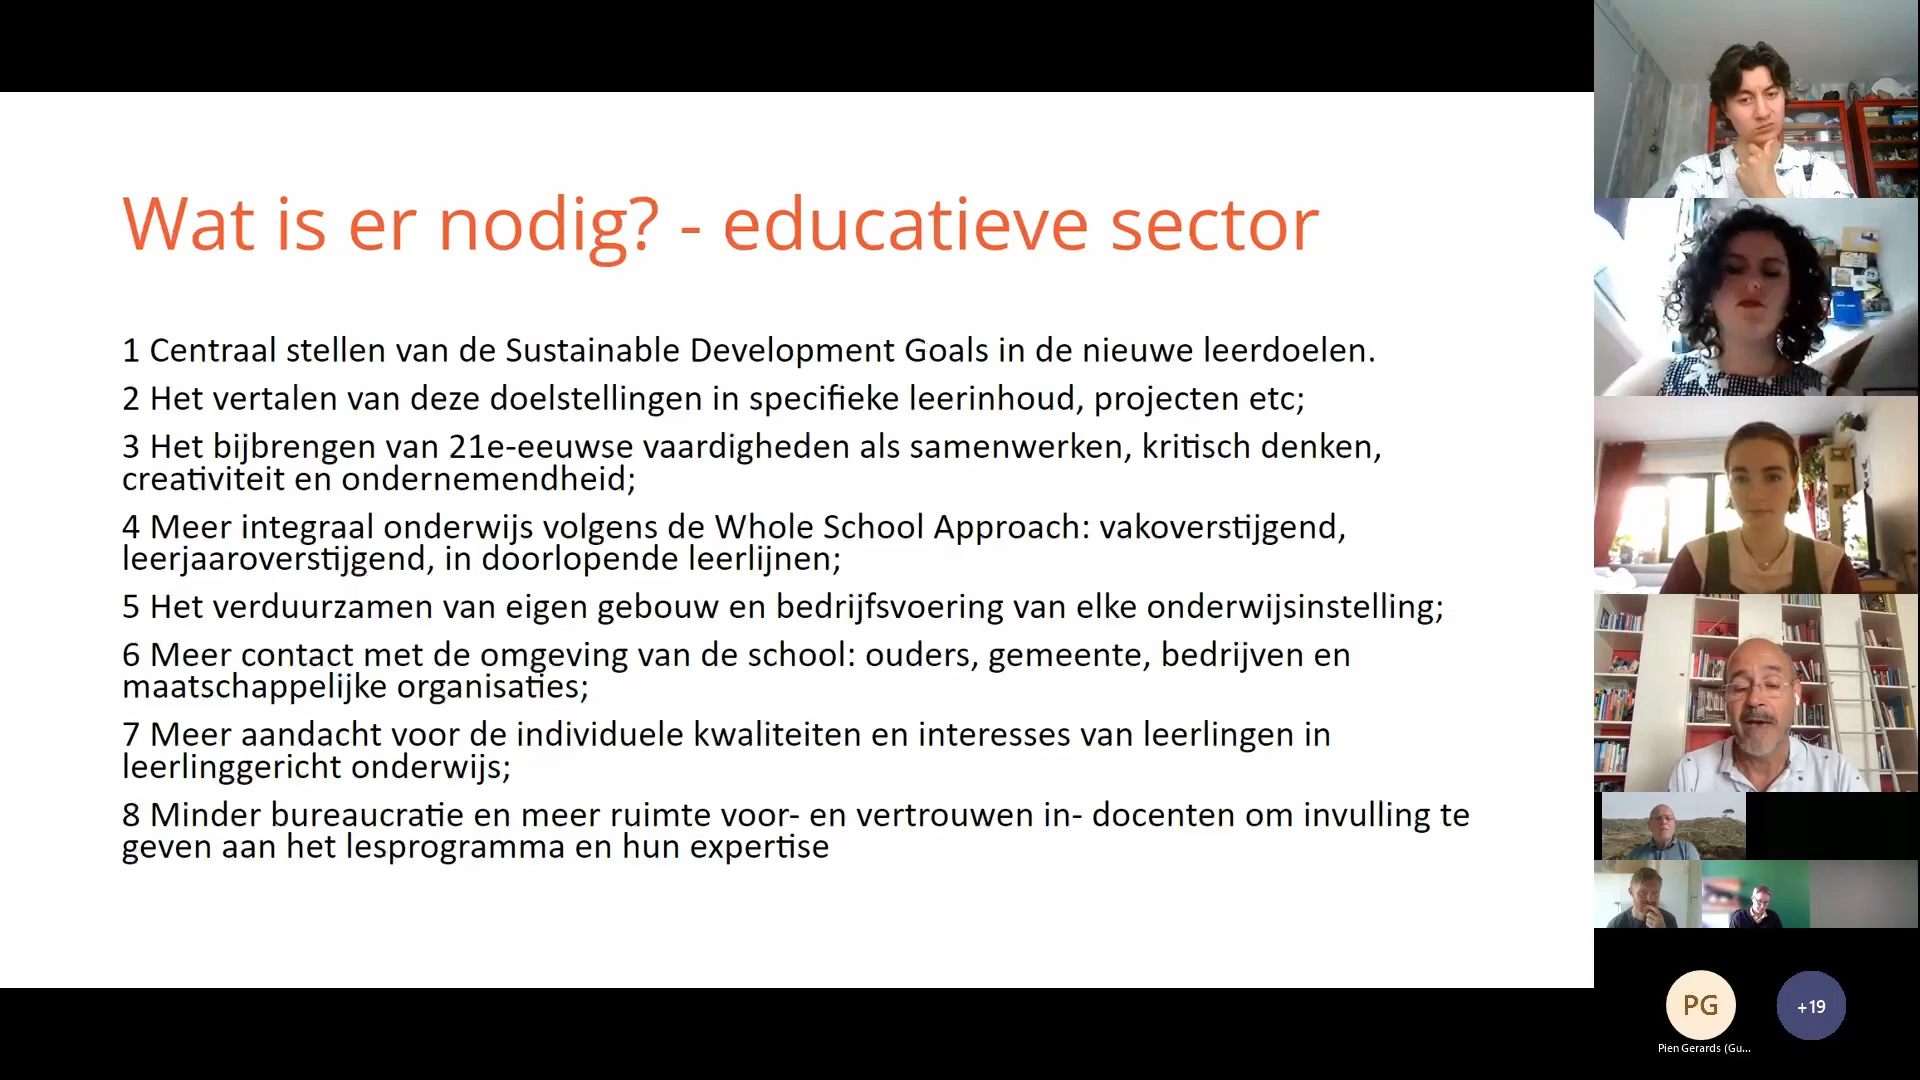 Wat is er nodig? - educatieve sector
1 Centraal stellen van de Sustainable Development Goals in de nieuwe leerdoelen.
2 Het vertalen van deze doelstellingen in specifieke leerinhoud, projecten etc;
3 Het bijbrengen van 21e-eeuwse vaardigheden als samenwerken, kritisch denken,
creativiteit en ondernemendheid;
4 Meer integraal onderwijs volgens de Whole School Approach: vakoverstijgend,
leerjaaroverstijgend, in doorlopende leerlijnen;
5 Het verduurzamen van eigen gebouw en bedrijfsvoering van elke onderwijsinstelling;
6 Meer contact met de omgeving van de school: ouders, gemeente, bedrijven en
maatschappelijke organisaties;
7 Meer aandacht voor de individuele kwaliteiten en interesses van leerlingen in
leerlinggericht onderwijs;
8 Minder bureaucratie en meer ruimte voor- en vertrouwen in- docenten om invulling te
geven aan het lesprogramma en hun expertise
PG
+19
Pien Gerards (Gu...